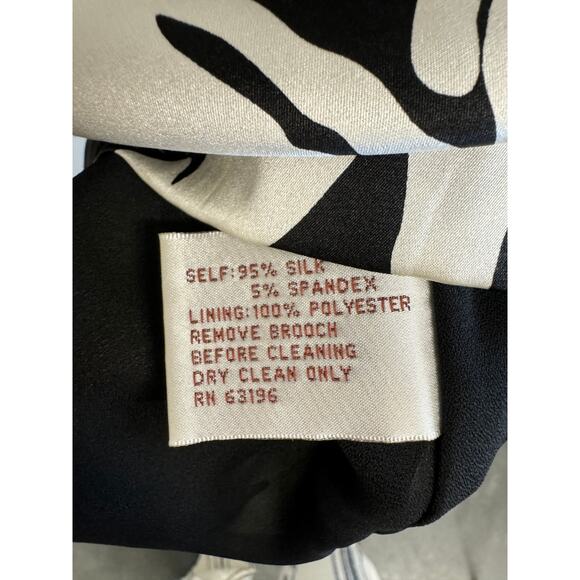 SELF:95% SILK
5% SPANDEX
LINING:100% POLYESTER
REMOVE BROOCH
BEFORE CLEANING
DRY CLEAN ONLY
RN 63196